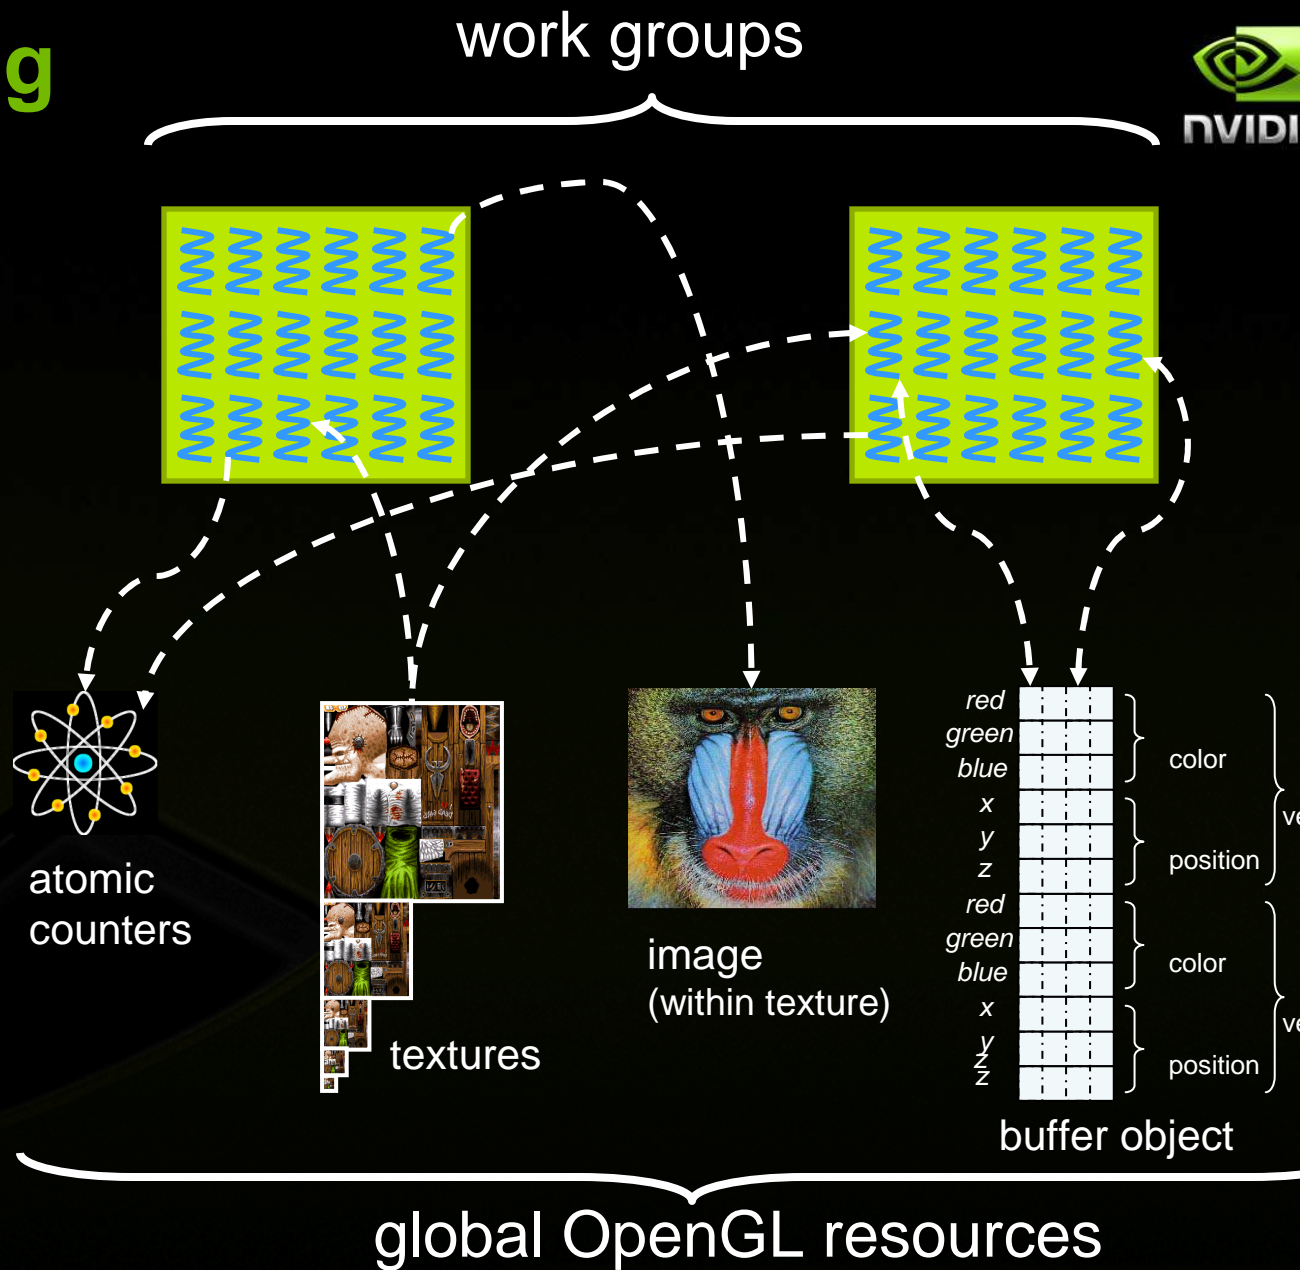 work groups
g
NVIDI
atomic
counters
textures
image
(within texture)
red
green
blue
x
y
z
red
green
blue
x
y
z
z
color
position
color
position
ve
ve
buffer object
global OpenGL resources